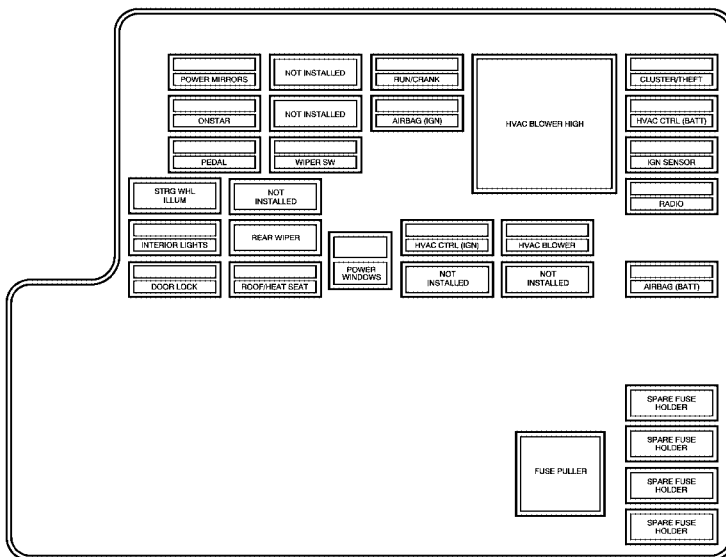 POWER MIRRORS
NOT INSTALLED
RUN/CRANK
HVAC BLOWER HIGH
CLUSTER/THEFT
ONSTAR
NOT INSTALLED
AIRBAG (IGN)
HVAC CTRL (BATT)
PEDAL
WIPER SW
IGN SENSOR
STRG WHL
ILLUM
NOT
INSTALLED
RADIO
INTERIOR LIGHTS
REAR WIPER
POWER
WINDOWS
HVAC CTRL (IGN)
HVAC BLOWER
DOOR LOCK
ROOF/HEAT SEAT
NOT
INSTALLED
NOT
INSTALLED
AIRBAG (BATT)
SPARE FUSE
HOLDER
SPARE FUSE
HOLDER
FUSE PULLER
SPARE FUSE
HOLDER
SPARE FUSE
HOLDER